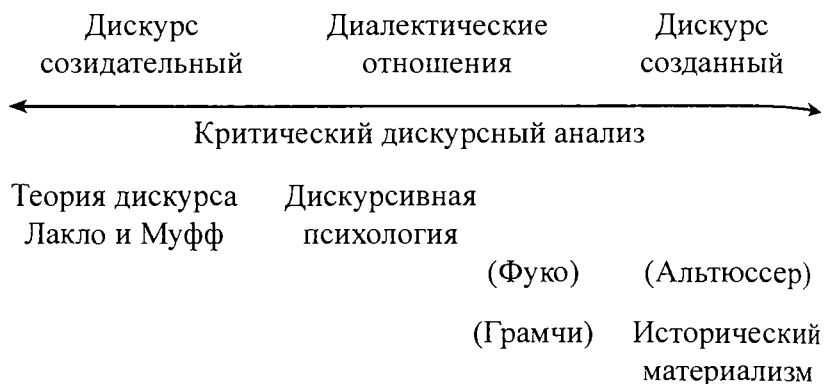 Дискурс Диалектические Дискурс
созидательный отношения созданный
Критический дискурсный анализ
Теория дискурса Дискурсивная
Лакло и Муфф психология
(Фуко) (Альтюссер)
(Грамчи) Исторический
материализм